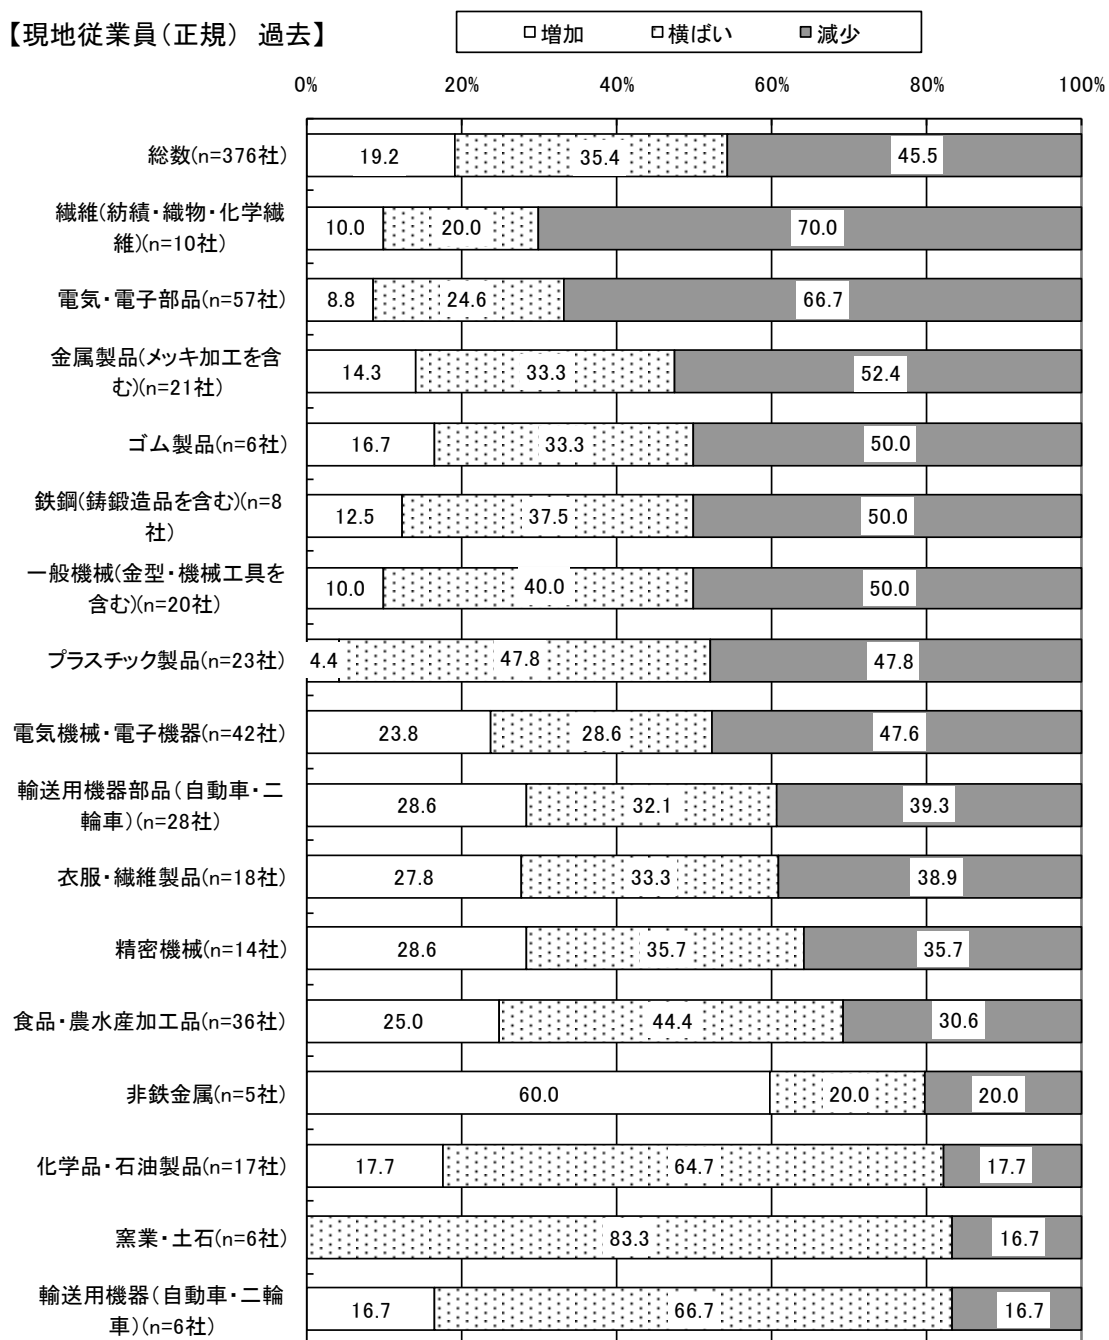 【現地従業員(正規) 過去】
増加 横ばい 減少
0% 20% 40% 60% 80% 100%
総数(n=376社) 19.2 35.4 45.5
繊維(紡績・織物・化学繊
維)(n=10社) 10.0 20.0 70.0
電気・電子部品(n=57社) 8.8 24.6 66.7
金属製品(メッキ加工を含
む)(n=21社) 14.3 33.3 52.4
ゴム製品(n=6社) 16.7 33.3 50.0
鉄鋼(鋳鍛造品を含む)(n=8
社) 12.5 37.5 50.0
一般機械(金型・機械工具を
含む)(n=20社) 10.0 40.0 50.0
プラスチック製品(n=23社) 4.4 47.8 47.8
電気機械・電子機器(n=42社) 23.8 28.6 47.6
輸送用機器部品(自動車・二
輪車)(n=28社) 28.6 32.1 39.3
衣服・繊維製品(n=18社) 27.8 33.3 38.9
精密機械(n=14社) 28.6 35.7 35.7
食品・農水産加工品(n=36社) 25.0 44.4 30.6
非鉄金属(n=5社) 60.0 20.0 20.0
化学品・石油製品(n=17社) 17.7 64.7 17.7
窯業・土石(n=6社) 83.3 16.7
輸送用機器(自動車・二輪
車)(n=6社) 16.7 66.7 16.7